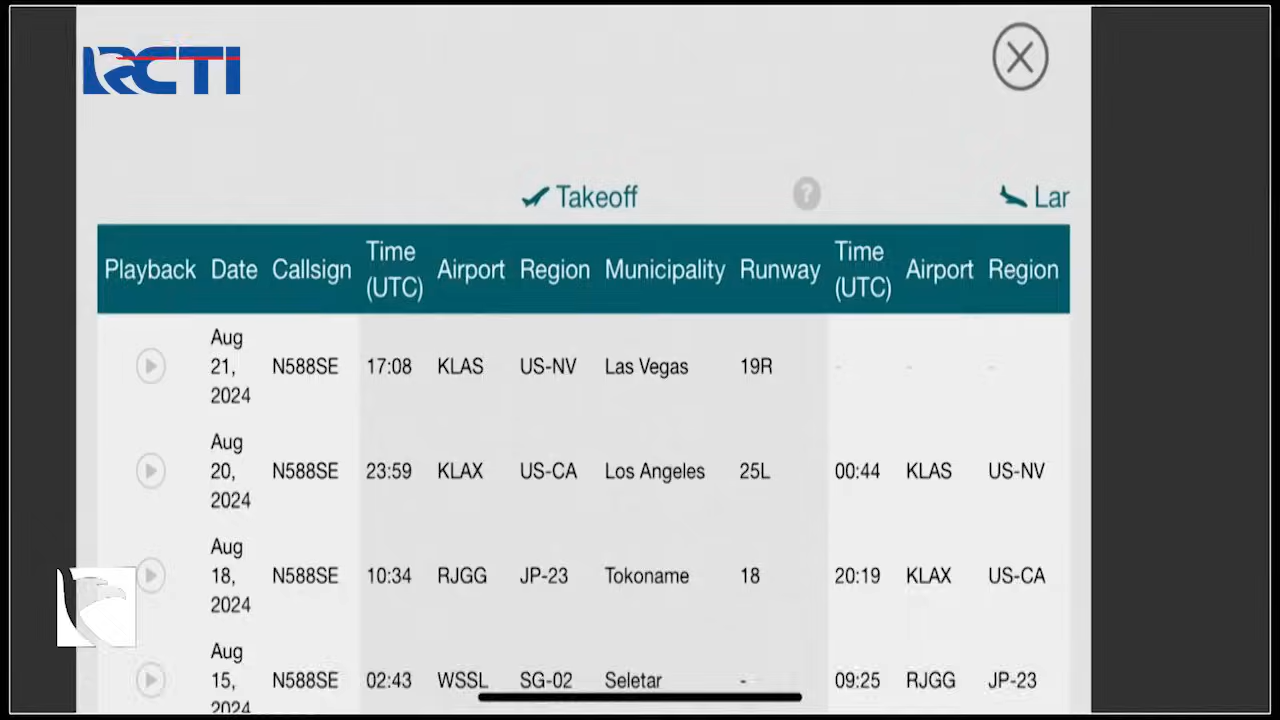 RCTI
Takeoff ? Lar
Playback Date Callsign Time (UTC) Airport Region Municipality Runway Time (UTC) Airport Region
Aug 21, 2024 N588SE 17:08 KLAS US-NV Las Vegas 19R - - -
Aug 20, 2024 N588SE 23:59 KLAX US-CA Los Angeles 25L 00:44 KLAS US-NV
Aug 18, 2024 N588SE 10:34 RJGG JP-23 Tokoname 18 20:19 KLAX US-CA
Aug 15, 2024 N588SE 02:43 WSSL SG-02 Seletar - 09:25 RJGG JP-23